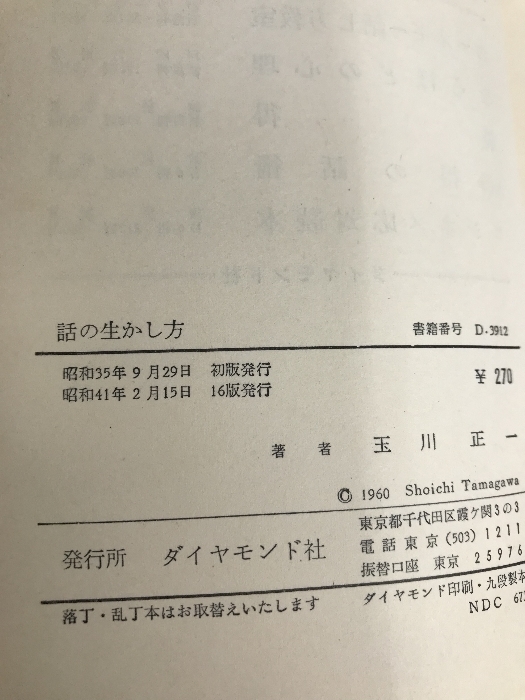 話の生かし方
書籍番号 D-3912
昭和35年9月29日 初版発行
昭和41年2月15日 16版発行
¥270
著者 玉川正一
© 1960 Shoichi Tamagawa
発行所 ダイヤモンド社
東京都千代田区霞ケ関3の3
電話東京(503)1211
振替口座 東京 25976
落丁・乱丁本はお取替えいたします
ダイヤモンド印刷・九段製本
NDC 673